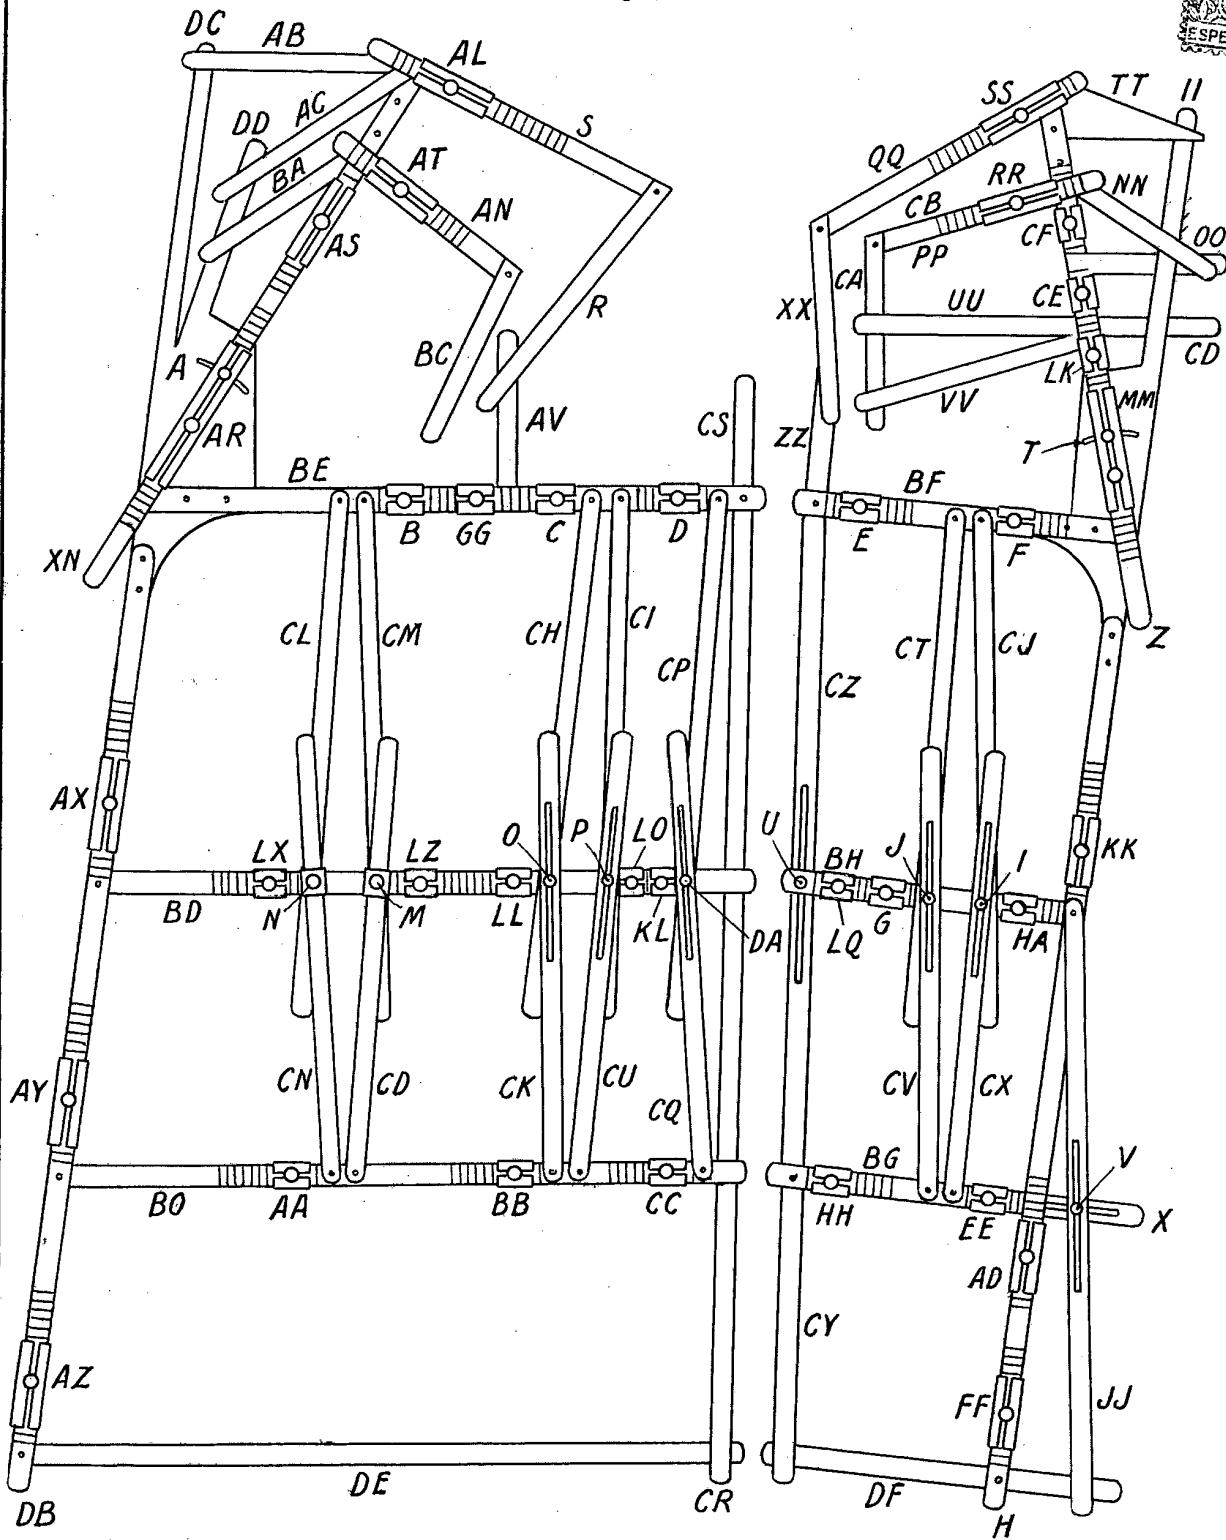 ESPE
DC AB AL SS TT II
AC DD S QQ
BA AT RR NN
AN CB
AS CF OO
PP
R XX CA CE
UU
BC A LK CD
VV MM
AV CS
AR ZZ T
BE BF
XN B GG C D E F
CL CM CH CI CT CJ Z
CP CZ
AX O P LO U BH J I KK
LX LZ
BD N M LL KL DA LQ G HA
AY CN CD CK CU CQ CV CX
BG V
BO AA BB CC HH EE X
AD
CY
AZ FF JJ
DE DF
DB CR H